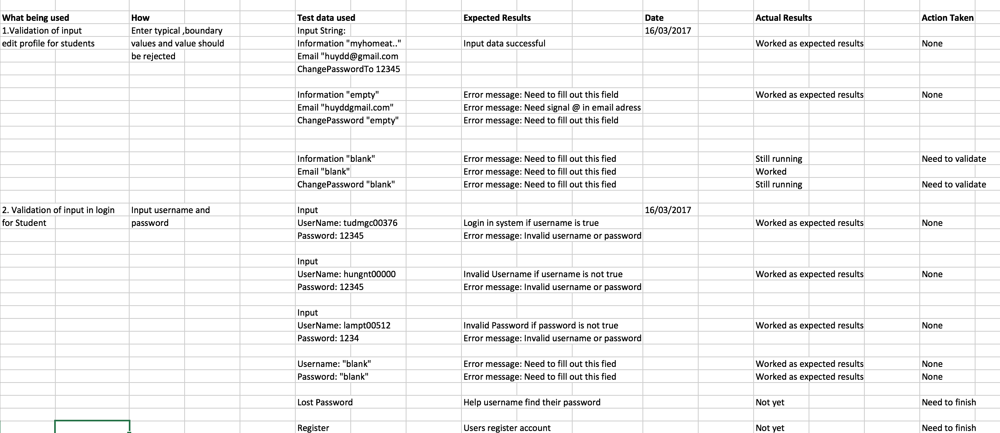 What being used How Test data used Expected Results Date Actual Results Action Taken
1.Validation of input Enter typical ,boundary Input String: 16/03/2017
edit profile for students values and value should Information "myhomeat.." Input data successful Worked as expected results None
be rejected Email "huydd@gmail.com
ChangePasswordTo 12345
Information "empty" Error message: Need to fill out this field Worked as expected results None
Email "huyddgmail.com" Error message: Need signal @ in email adress
ChangePassword "empty" Error message: Need to fill out this field
Information "blank" Error message: Need to fill out this fied Still running Need to validate
Email "blank" Error message: Need to fill out this fied Worked
ChangePassword "blank" Error message: Need to fill out this fied Still running Need to validate
2. Validation of input in login Input username and Input 16/03/2017
for Student password UserName: tudmgc00376 Login in system if username is true Worked as expected results None
Password: 12345 Error message: Invalid username or password
Input
UserName: hungnt00000 Invalid Username if username is not true Worked as expected results None
Password: 12345 Error message: Invalid username or password
Input
UserName: lampt00512 Invalid Password if password is not true Worked as expected results None
Password: 1234 Error message: Invalid username or password
Username: "blank" Error message: Need to fill out this fied Worked as expected results None
Password: "blank" Error message: Need to fill out this fied Worked as expected results None
Lost Password Help username find their password Not yet Need to finish
Register Users register account Not yet Need to finish